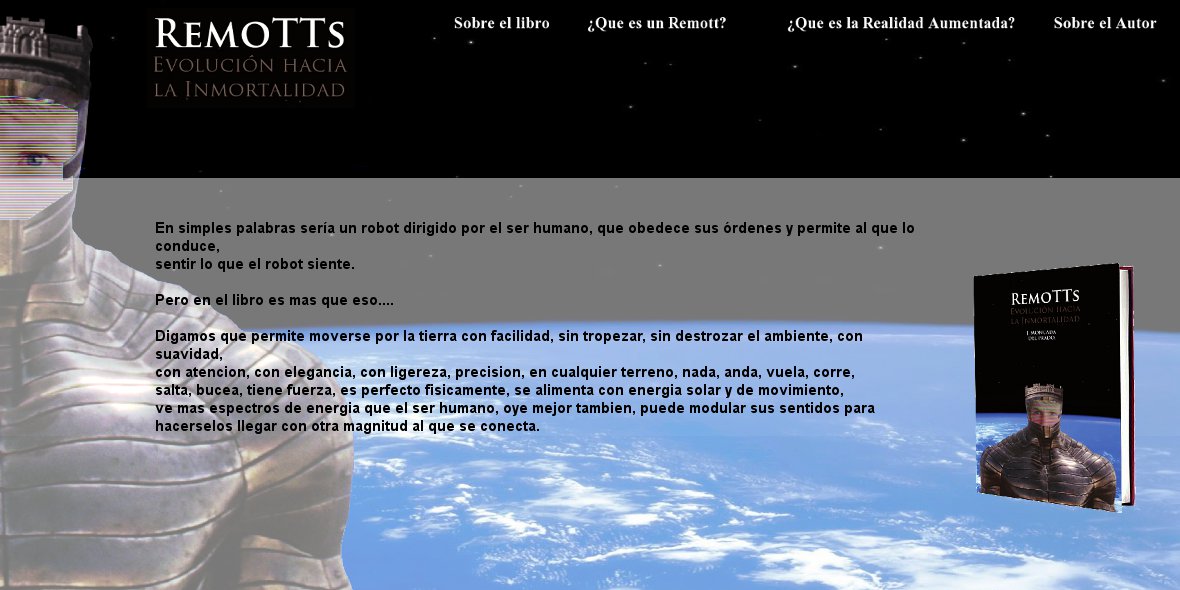 REMOTTS
EVOLUCIÓN HACIA
LA INMORTALIDAD
Sobre el libro
¿Que es un Remott?
¿Que es la Realidad Aumentada?
Sobre el Autor
En simples palabras sería un robot dirigido por el ser humano, que obedece sus órdenes y permite al que lo
conduce,
sentir lo que el robot siente.
Pero en el libro es mas que eso....
Digamos que permite moverse por la tierra con facilidad, sin tropezar, sin destrozar el ambiente, con
suavidad,
con atencion, con elegancia, con ligereza, precision, en cualquier terreno, nada, anda, vuela, corre,
salta, bucea, tiene fuerza, es perfecto fisicamente, se alimenta con energia solar y de movimiento,
ve mas espectros de energia que el ser humano, oye mejor tambien, puede modular sus sentidos para
hacerselos llegar con otra magnitud al que se conecta.
REMOTTS
EVOLUCIÓN HACIA
LA INMORTALIDAD
J. MONCADA
DEL PRADO